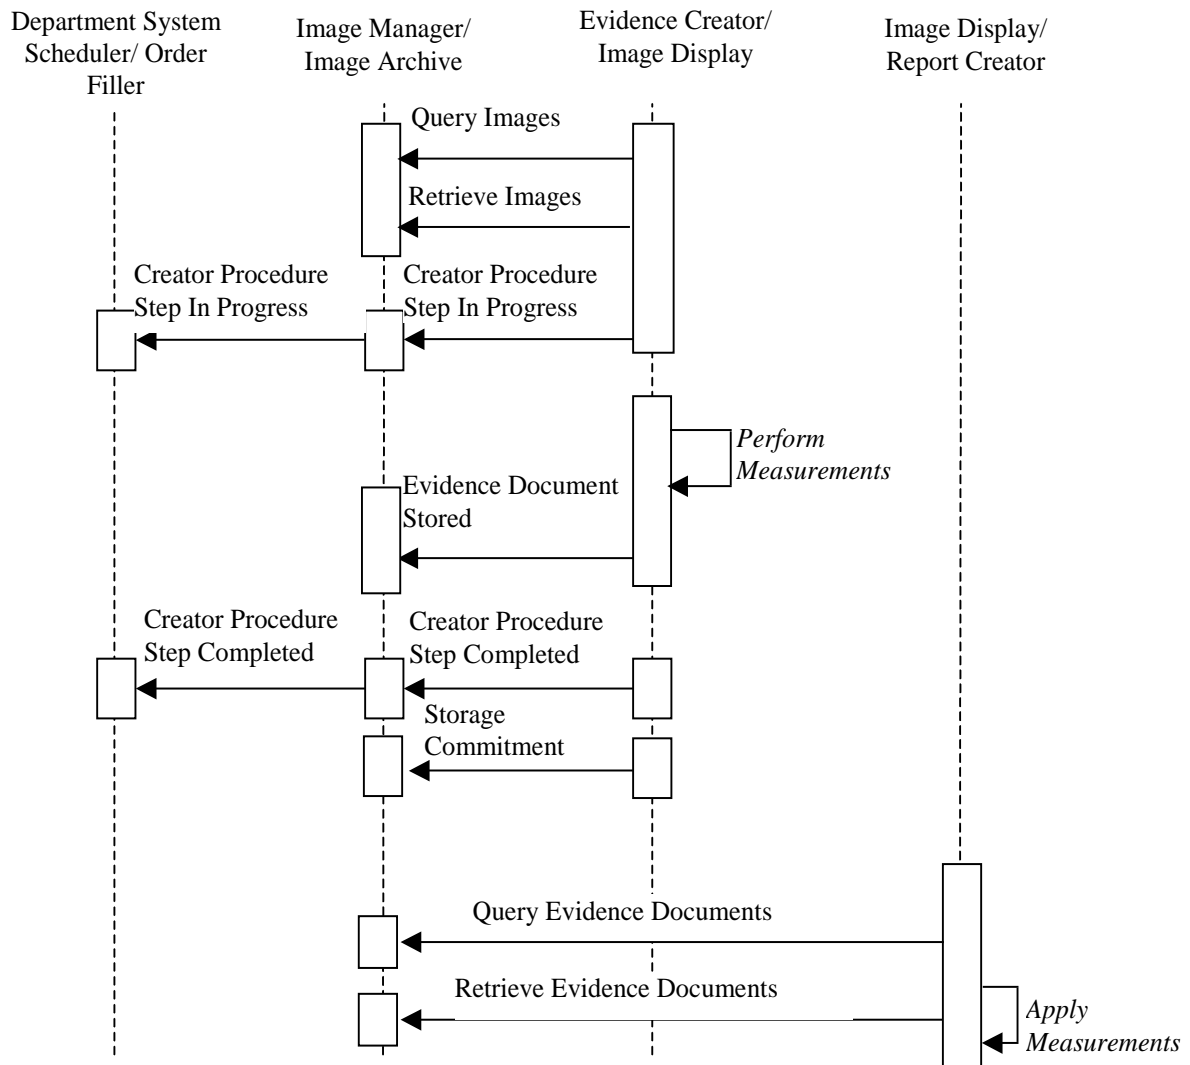 Department System
Scheduler/ Order
Filler
Image Manager/
Image Archive
Evidence Creator/
Image Display
Image Display/
Report Creator
Query Images
Retrieve Images
Creator Procedure
Step In Progress
Creator Procedure
Step In Progress
Perform
Measurements
Evidence Document
Stored
Creator Procedure
Step Completed
Creator Procedure
Step Completed
Storage
Commitment
Query Evidence Documents
Retrieve Evidence Documents
Apply
Measurements